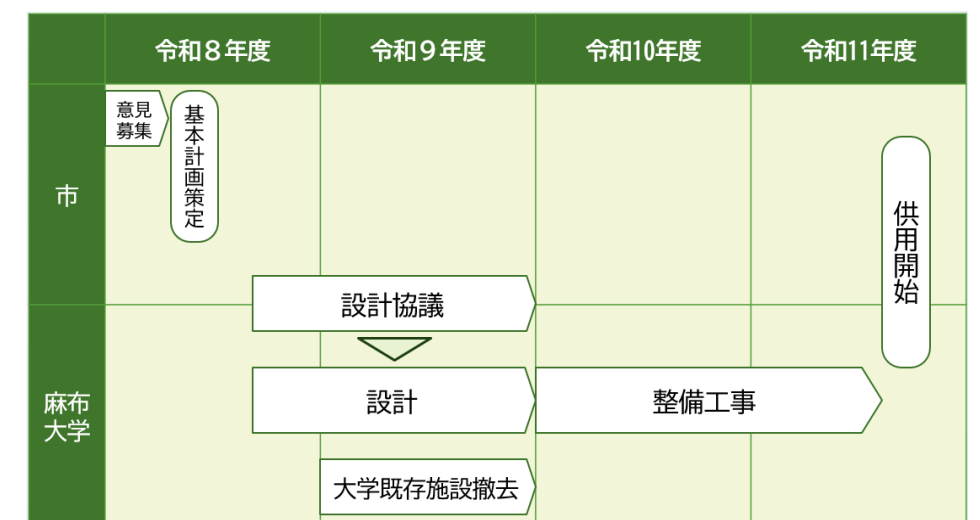 令和８年度
令和９年度
令和10年度
令和11年度
市
意見
募集
基本計画策定
供用開始
設計協議
麻布
大学
設計
整備工事
大学既存施設撤去